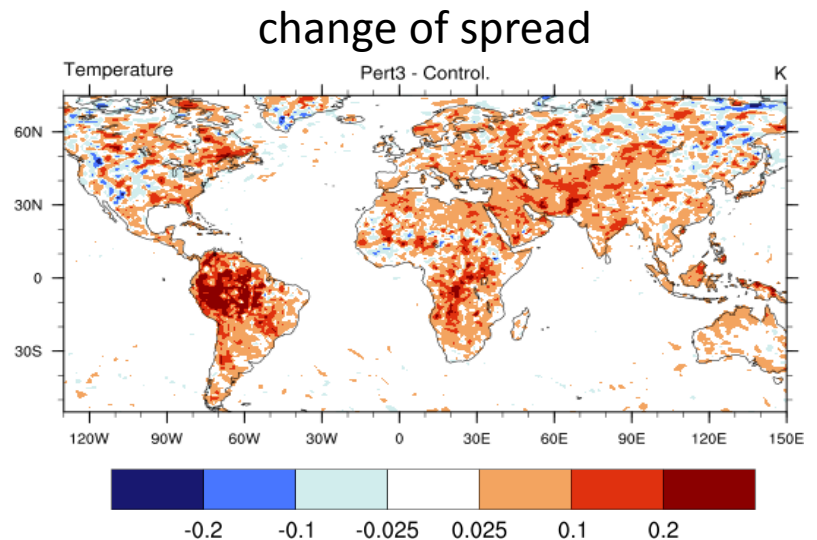 change of spread
Temperature Pert3 - Control. K
60N
30N
0
30S
120W 90W 60W 30W 0 30E 60E 90E 120E 150E
-0.2 -0.1 -0.025 0.025 0.1 0.2